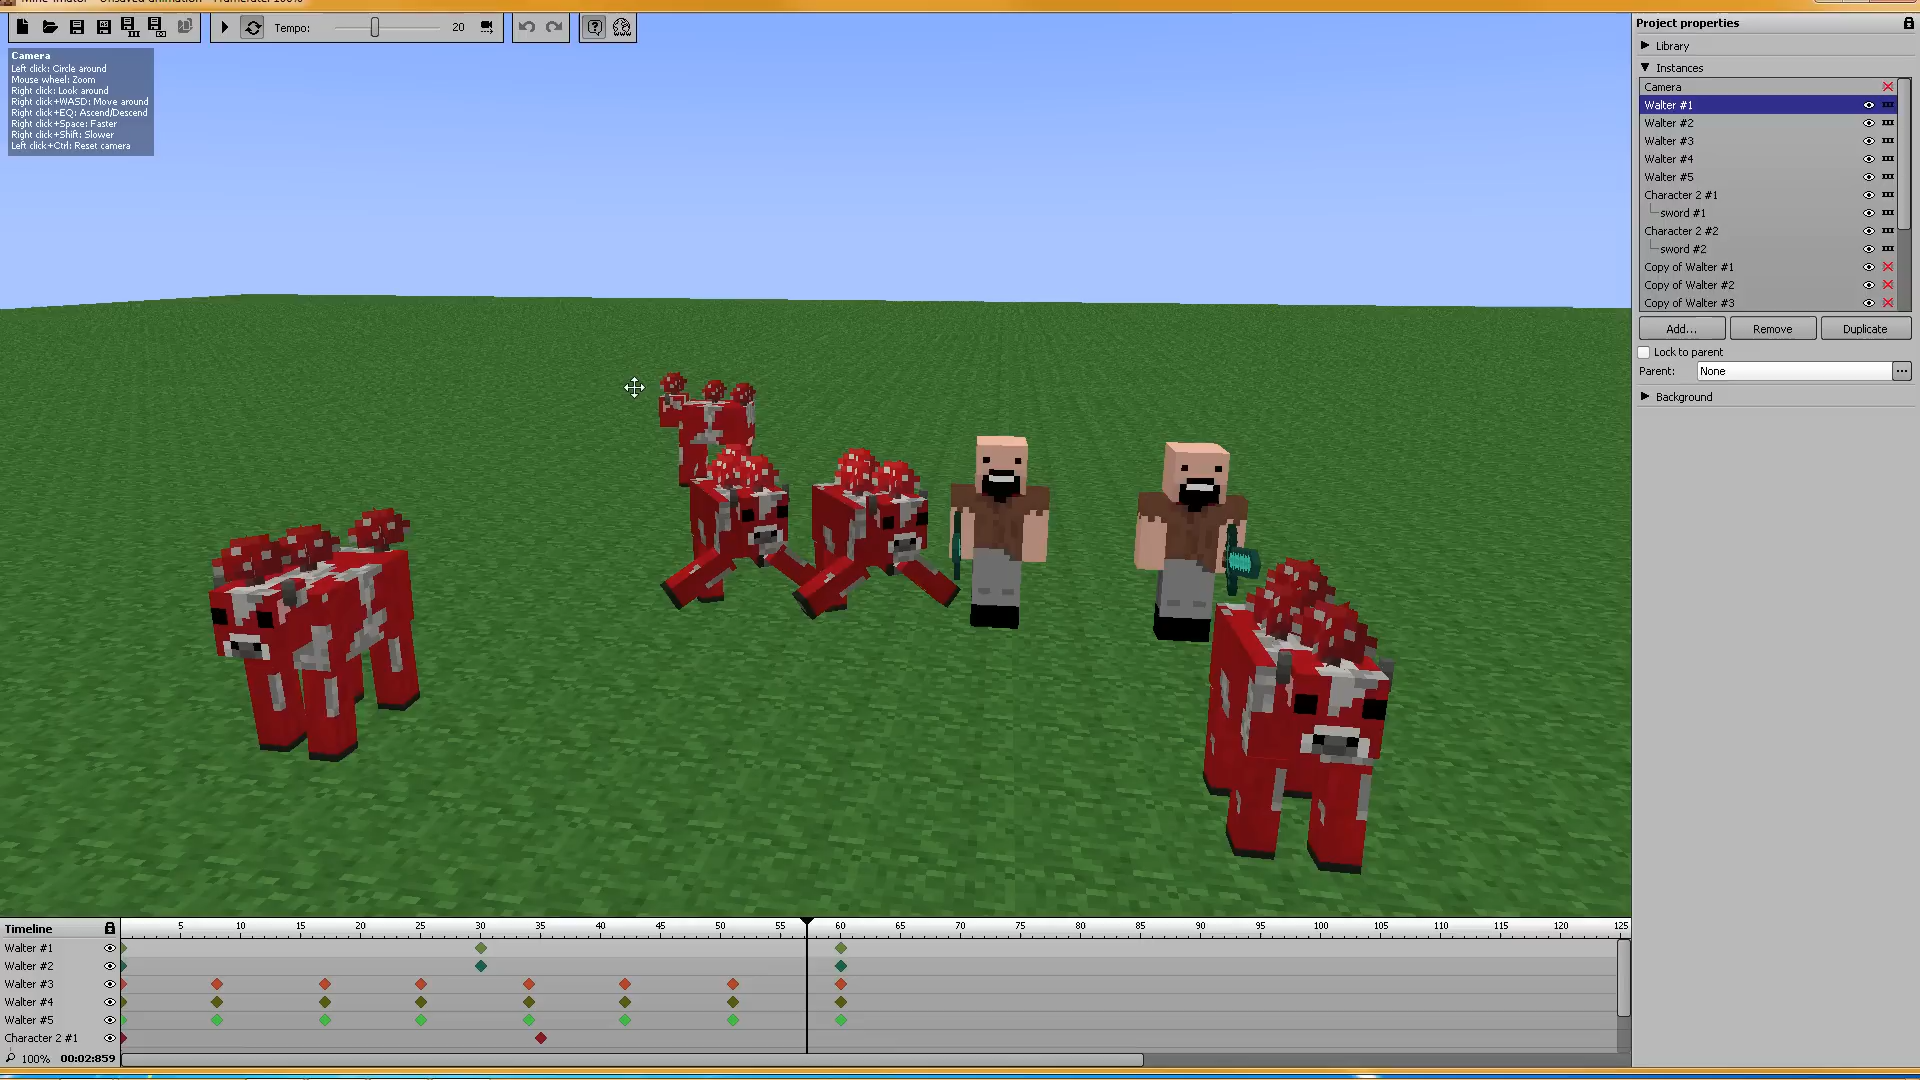 Mine-imator - Unsaved animation - Framerate: 100%
Tempo:
20
Camera
Left click: Circle around
Mouse wheel: Zoom
Right click: Look around
Right click+WASD: Move around
Right click+EQ: Ascend/Descend
Right click+Space: Faster
Right click+Shift: Slower
Left click+Ctrl: Reset camera
Project properties
Library
Instances
Camera
Walter #1
Walter #2
Walter #3
Walter #4
Walter #5
Character 2 #1
sword #1
Character 2 #2
sword #2
Copy of Walter #1
Copy of Walter #2
Copy of Walter #3
Add... Remove Duplicate
Lock to parent
Parent: None ...
Background
Timeline
5 10 15 20 25 30 35 40 45 50 55 60 65 70 75 80 85 90 95 100 105 110 115 120 125
Walter #1
Walter #2
Walter #3
Walter #4
Walter #5
Character 2 #1
100% 00:02:859